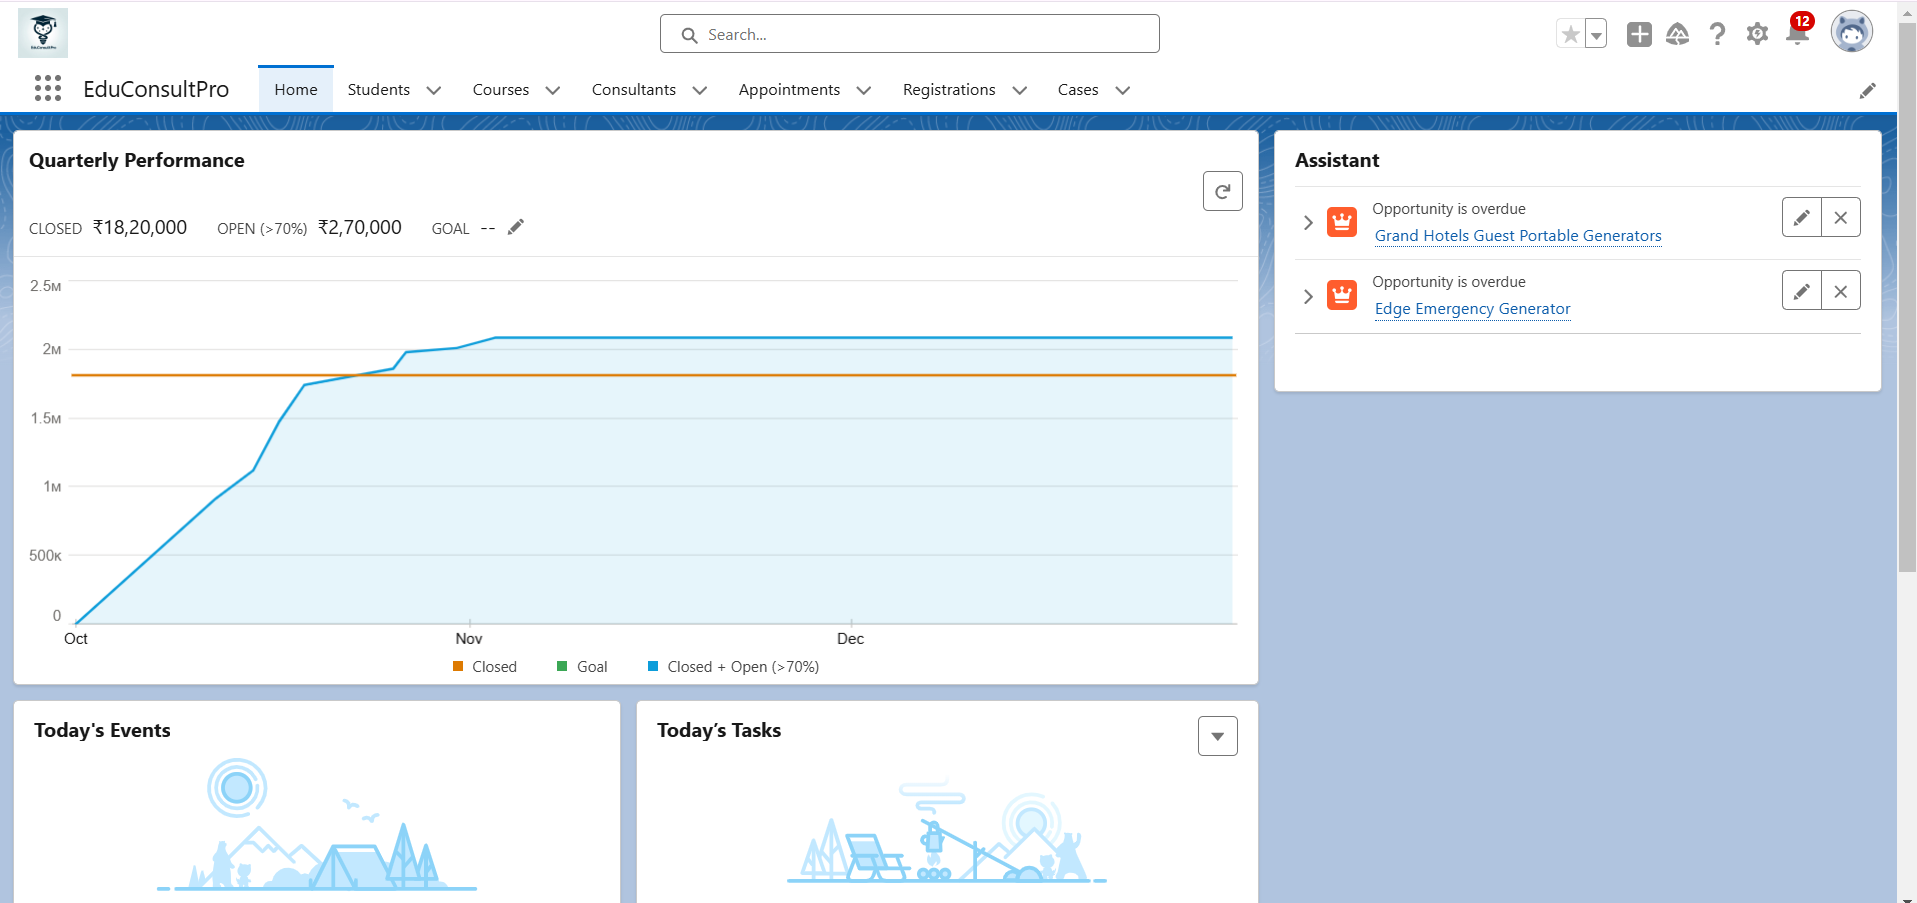 EduConsultPro
Search...
12
EduConsultPro
Home
Students
Courses
Consultants
Appointments
Registrations
Cases
Quarterly Performance
CLOSED ₹18,20,000 OPEN (>70%) ₹2,70,000 GOAL --
2.5M
2M
1.5M
1M
500K
0
Oct
Nov
Dec
Closed
Goal
Closed + Open (>70%)
Assistant
Opportunity is overdue
Grand Hotels Guest Portable Generators
Opportunity is overdue
Edge Emergency Generator
Today's Events
Today’s Tasks